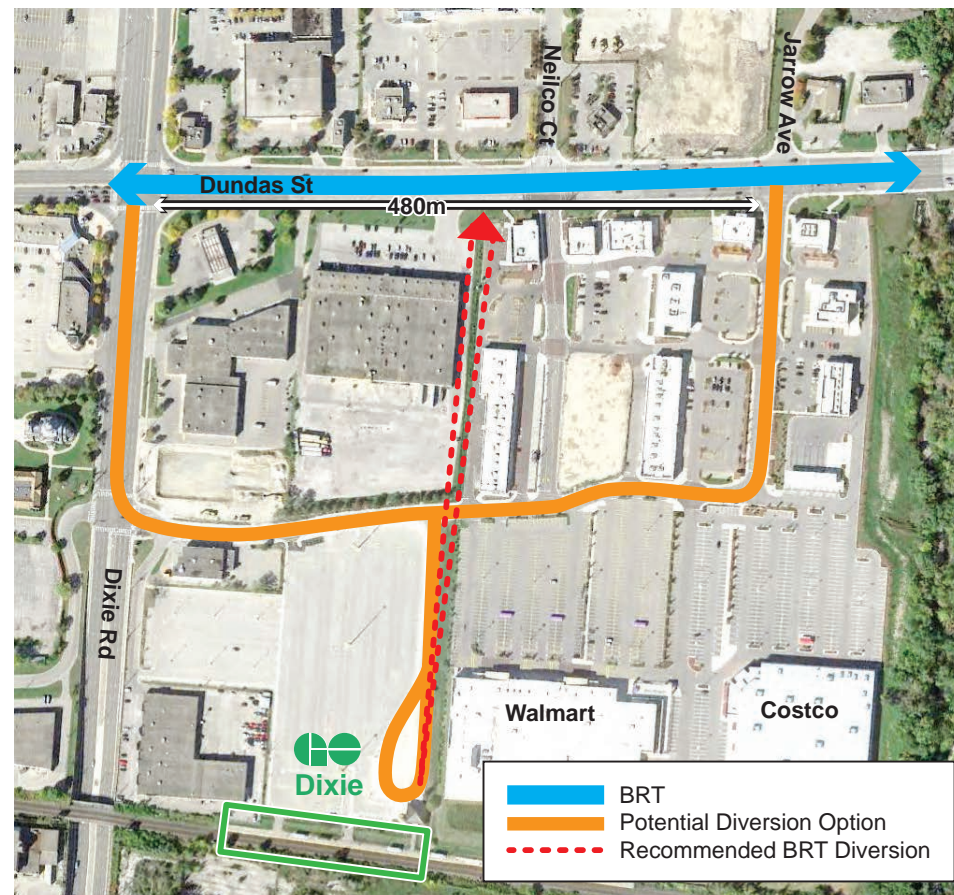 Neilco Ct
Jarrow Ave
Dundas St
480m
Dixie Rd
Walmart
Costco
GO
Dixie
BRT
Potential Diversion Option
Recommended BRT Diversion